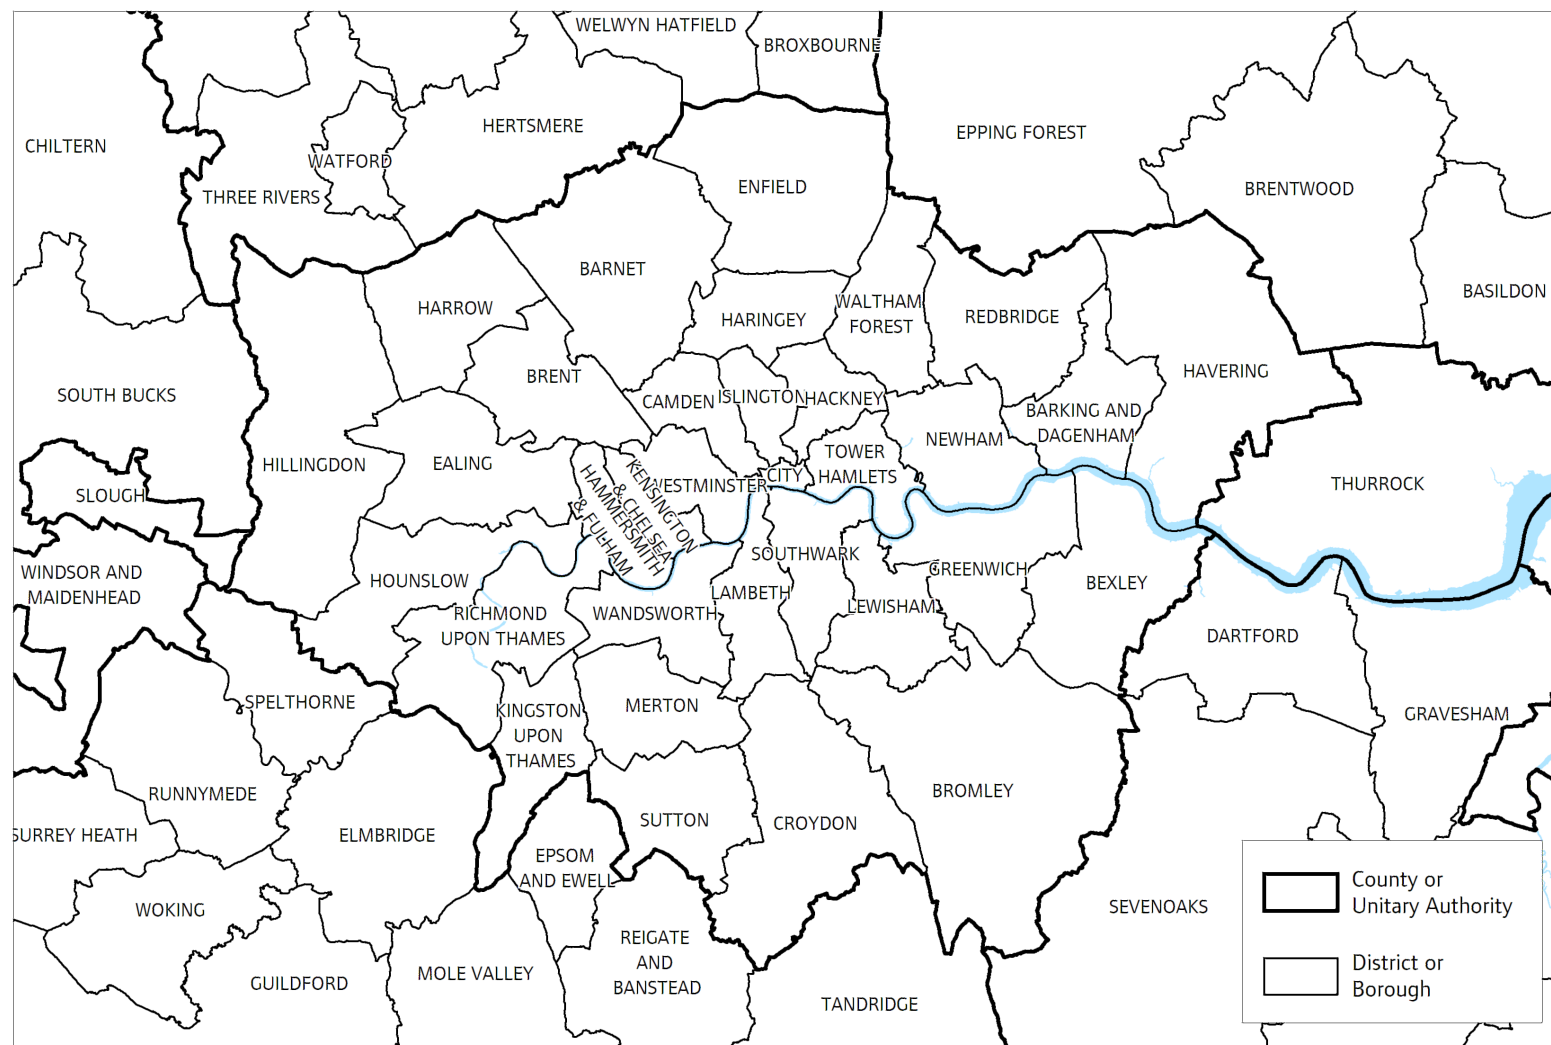 WELWYN HATFIELD
BROXBOURNE
HERTSMERE
EPPING FOREST
CHILTERN
WATFORD
THREE RIVERS
ENFIELD
BRENTWOOD
BARNET
HARROW
HARINGEY
WALTHAM
FOREST
REDBRIDGE
BASILDON
SOUTH BUCKS
BRENT
CAMDEN
ISLINGTON
HACKNEY
HAVERING
BARKING AND
DAGENHAM
HILLINGDON
EALING
TOWER
HAMLETS
NEWHAM
SLOUGH
KENSINGTON
& CHELSEA
HAMMERSMITH
& FULHAM
WESTMINSTER
CITY
THURROCK
WINDSOR AND
MAIDENHEAD
HOUNSLOW
SOUTHWARK
GREENWICH
BEXLEY
RICHMOND
UPON THAMES
WANDSWORTH
LAMBETH
LEWISHAM
DARTFORD
SPELTHORNE
KINGSTON
UPON
THAMES
MERTON
GRAVESHAM
RUNNYMEDE
BROMLEY
SURREY HEATH
ELMBRIDGE
SUTTON
CROYDON
EPSOM
AND EWELL
WOKING
SEVENOAKS
REIGATE
AND
BANSTEAD
GUILDFORD
MOLE VALLEY
TANDRIDGE
County or
Unitary Authority
District or
Borough